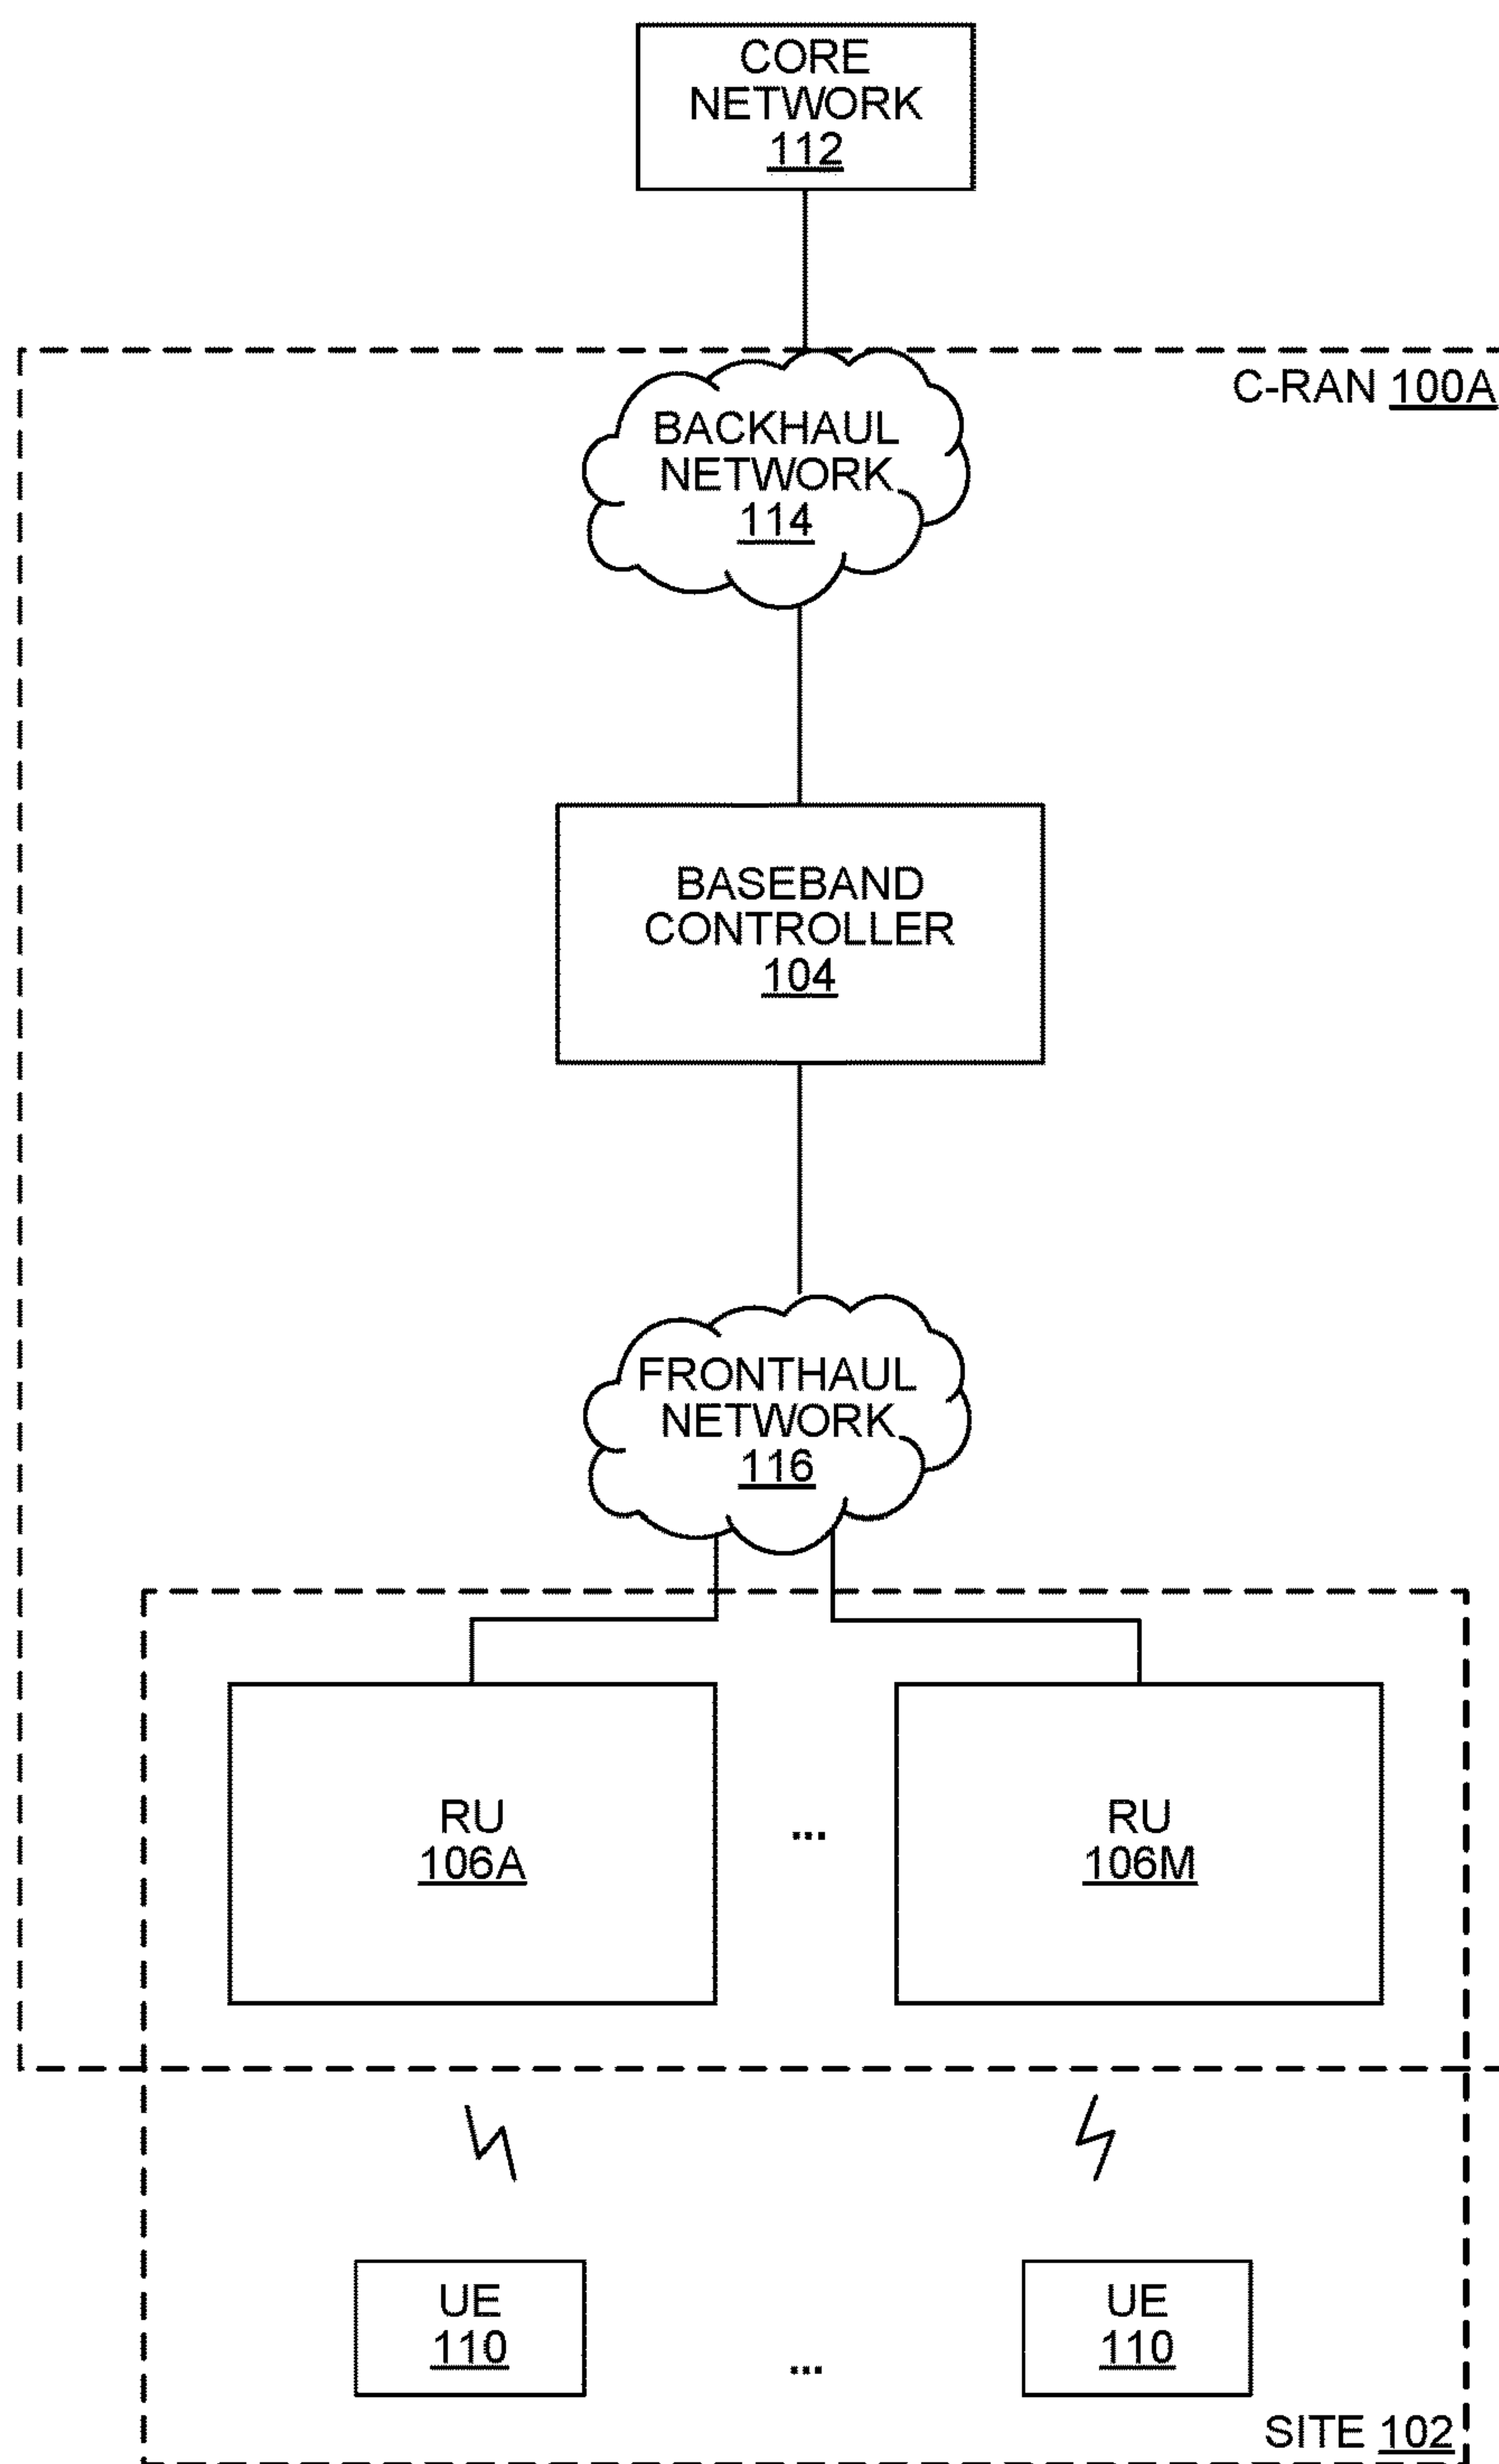 CORE
NETWORK
112
C-RAN 100A
BACKHAUL
NETWORK
114
BASEBAND
CONTROLLER
104
FRONTHAUL
NETWORK
116
RU
106A
...
RU
106M
UE
110
...
UE
110
SITE 102